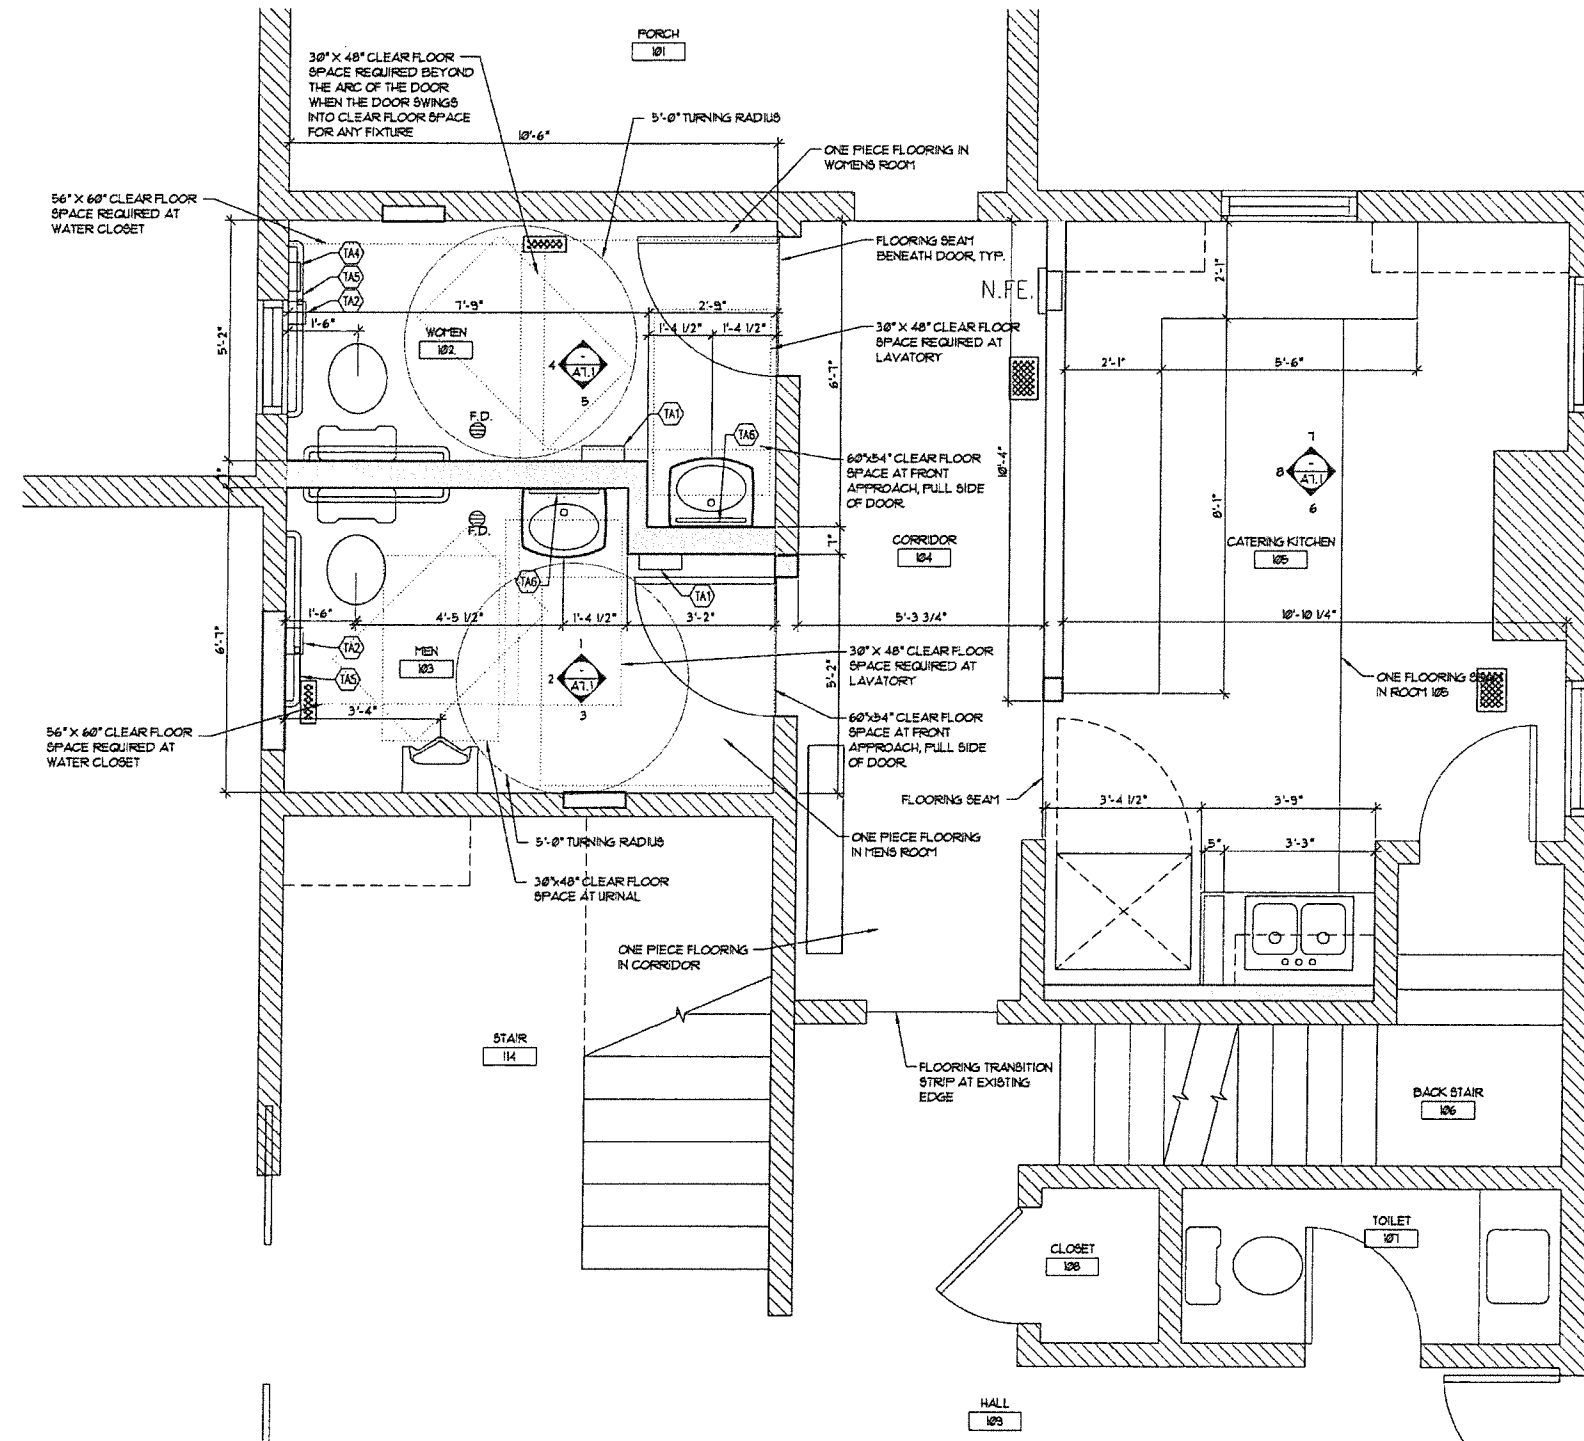 PORCH
101
30" X 48" CLEAR FLOOR
SPACE REQUIRED BEYOND
THE ARC OF THE DOOR
WHEN THE DOOR SWINGS
INTO CLEAR FLOOR SPACE
FOR ANY FIXTURE
5'-0" TURNING RADIUS
10'-6"
ONE PIECE FLOORING IN
WOMENS ROOM
56" X 60" CLEAR FLOOR
SPACE REQUIRED AT
WATER CLOSET
FLOORING SEAM
BENEATH DOOR, TYP.
TA4
TA5
TA2
N.F.E.
2'-1"
7'-9"
2'-9"
1'-6"
WOMEN
102
1'-4 1/2"
1'-4 1/2"
30" X 48" CLEAR FLOOR
SPACE REQUIRED AT
LAVATORY
5'-2"
6'-7"
4
-
A7.1
5
2'-1"
5'-6"
F.D.
TA1
TA6
60"x54" CLEAR FLOOR
SPACE AT FRONT
APPROACH, PULL SIDE
OF DOOR
10'-4"
7
8
-
A7.1
6
8'-1"
7"
F.D.
7"
CORRIDOR
104
CATERING KITCHEN
105
TA6
TA1
1'-6"
4'-5 1/2"
1'-4 1/2"
3'-2"
5'-3 3/4"
10'-10 1/4"
6'-7"
TA2
TA5
MEN
103
1
2
-
A7.1
3
30" X 48" CLEAR FLOOR
SPACE REQUIRED AT
LAVATORY
5'-2"
ONE FLOORING SEAM
IN ROOM 105
3'-4"
56" X 60" CLEAR FLOOR
SPACE REQUIRED AT
WATER CLOSET
60"x54" CLEAR FLOOR
SPACE AT FRONT
APPROACH, PULL SIDE
OF DOOR
FLOORING SEAM
3'-4 1/2"
3'-9"
5'-0" TURNING RADIUS
ONE PIECE FLOORING
IN MENS ROOM
5"
3'-3"
30"x48" CLEAR FLOOR
SPACE AT URINAL
ONE PIECE FLOORING
IN CORRIDOR
STAIR
114
FLOORING TRANSITION
STRIP AT EXISTING
EDGE
BACK STAIR
106
CLOSET
108
TOILET
107
HALL
109